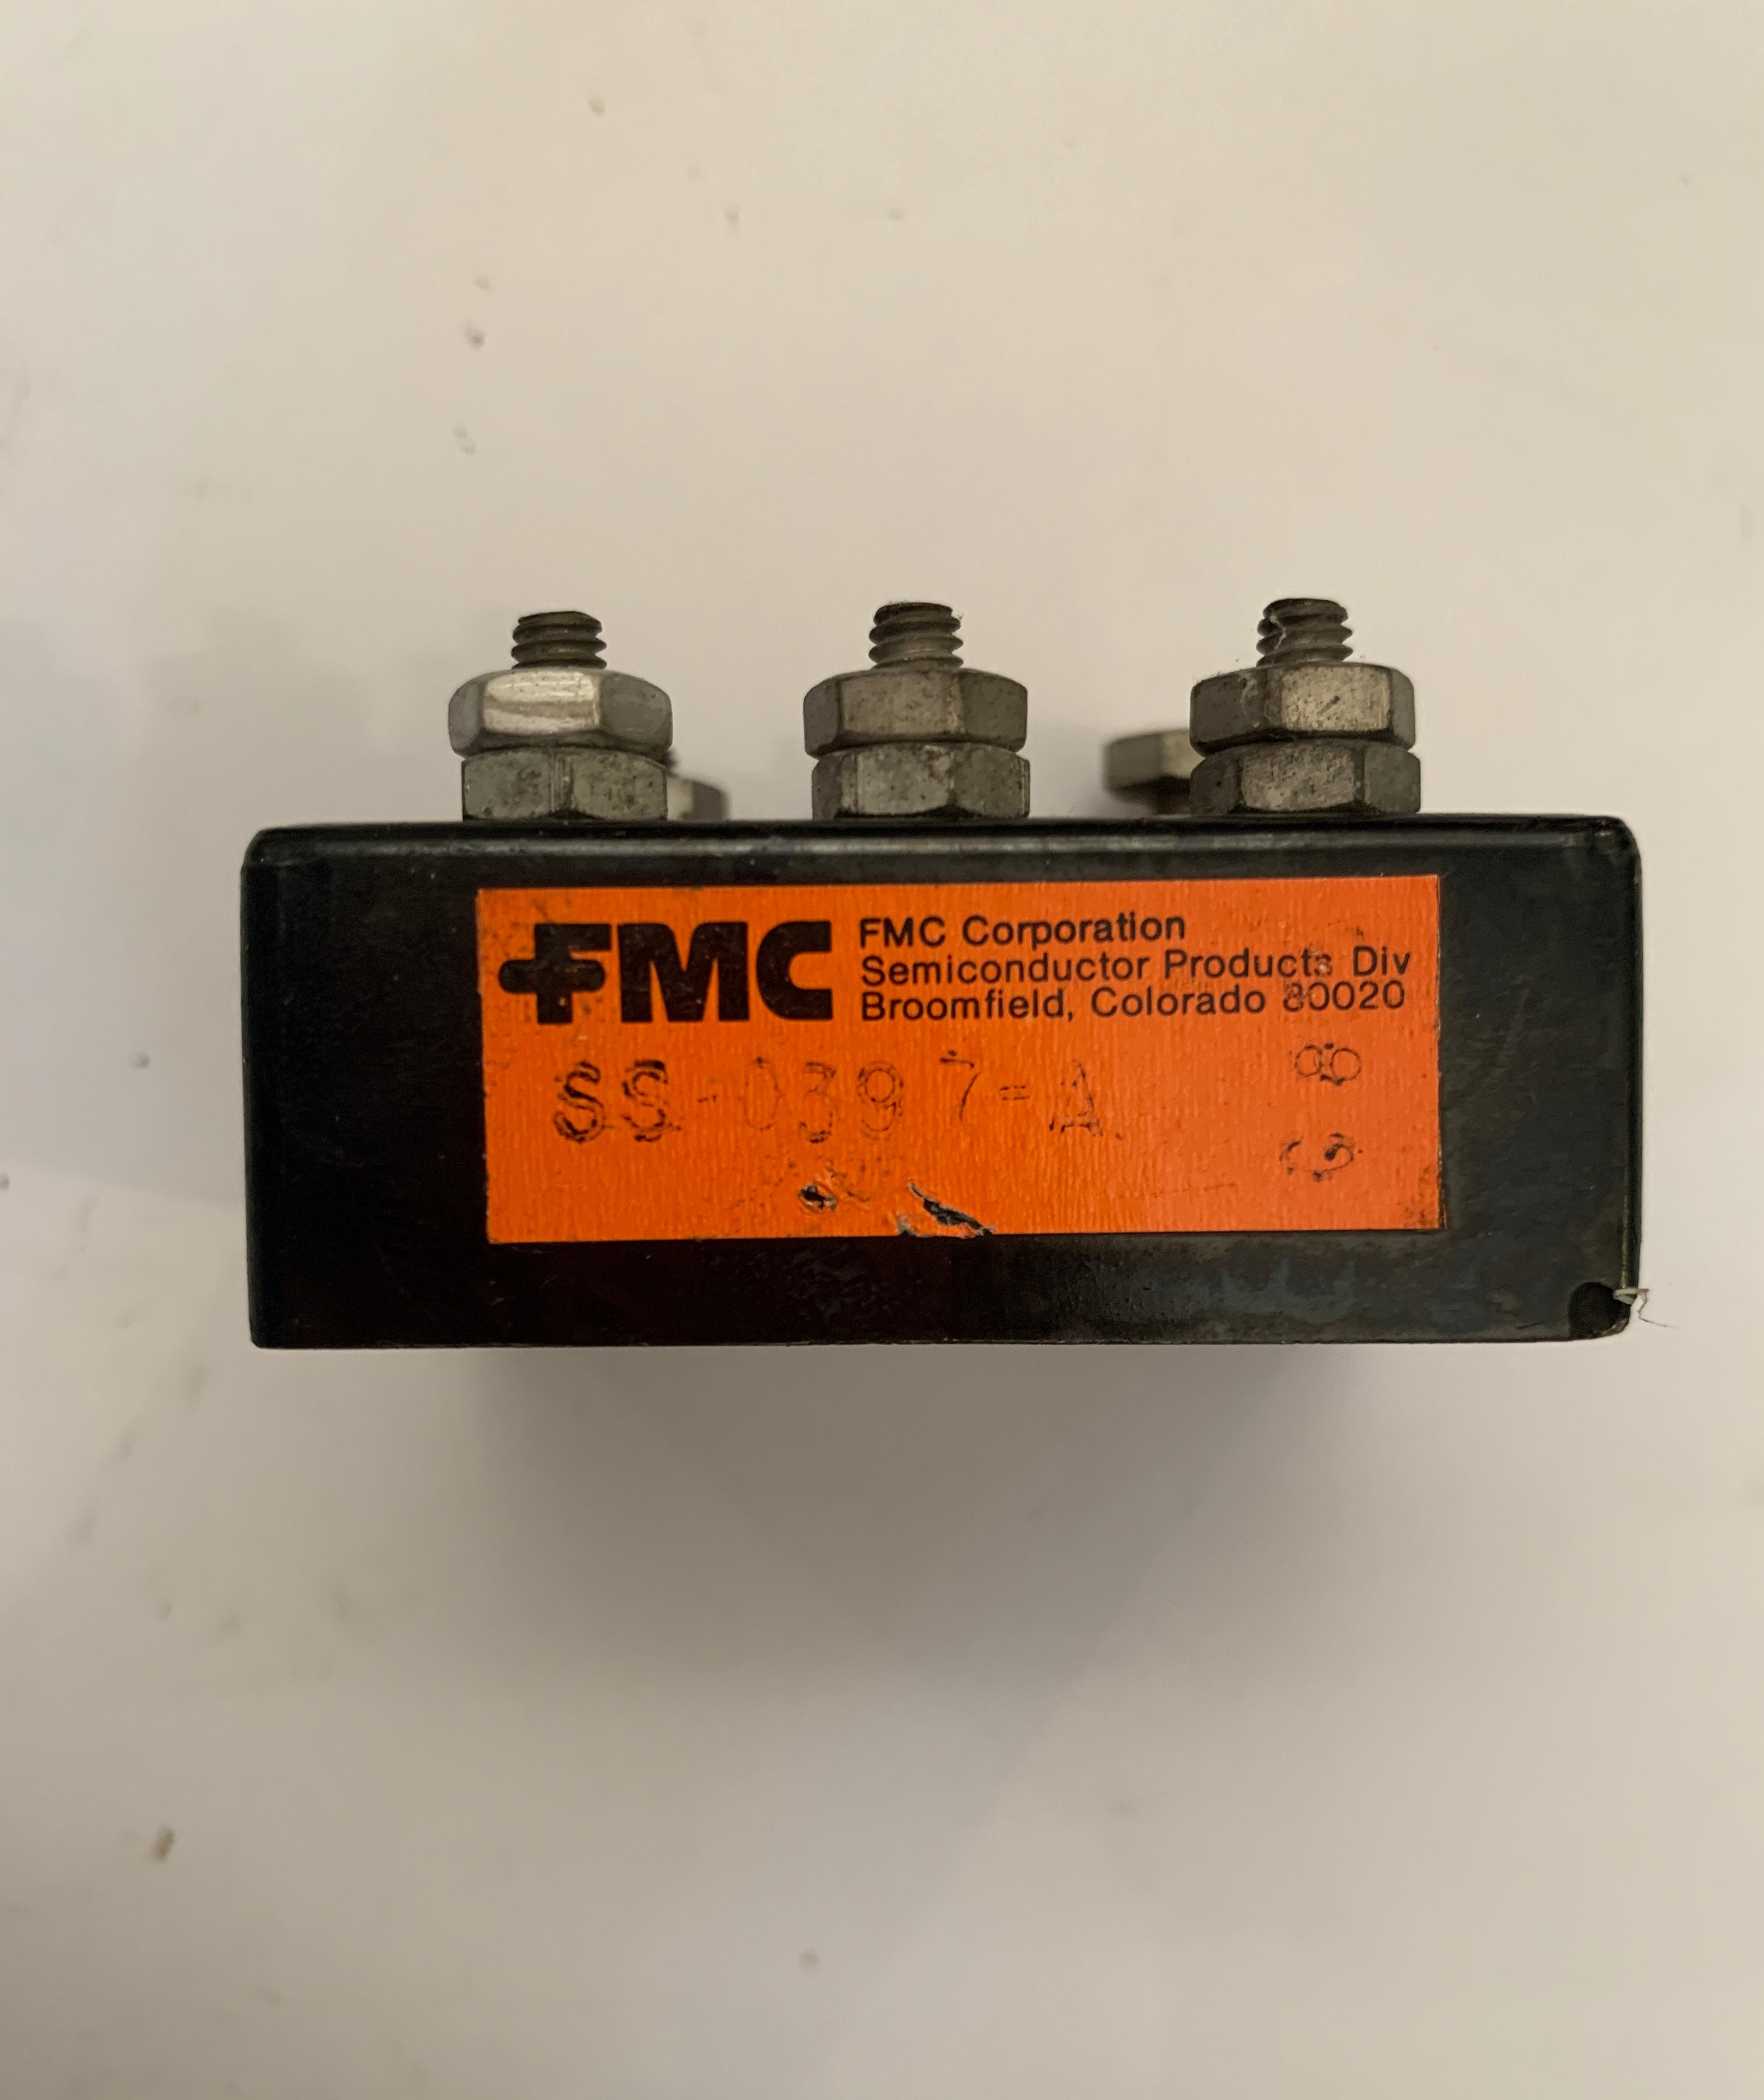 FMC
FMC Corporation
Semiconductor Products Div
Broomfield, Colorado 80020
SS-0397-A